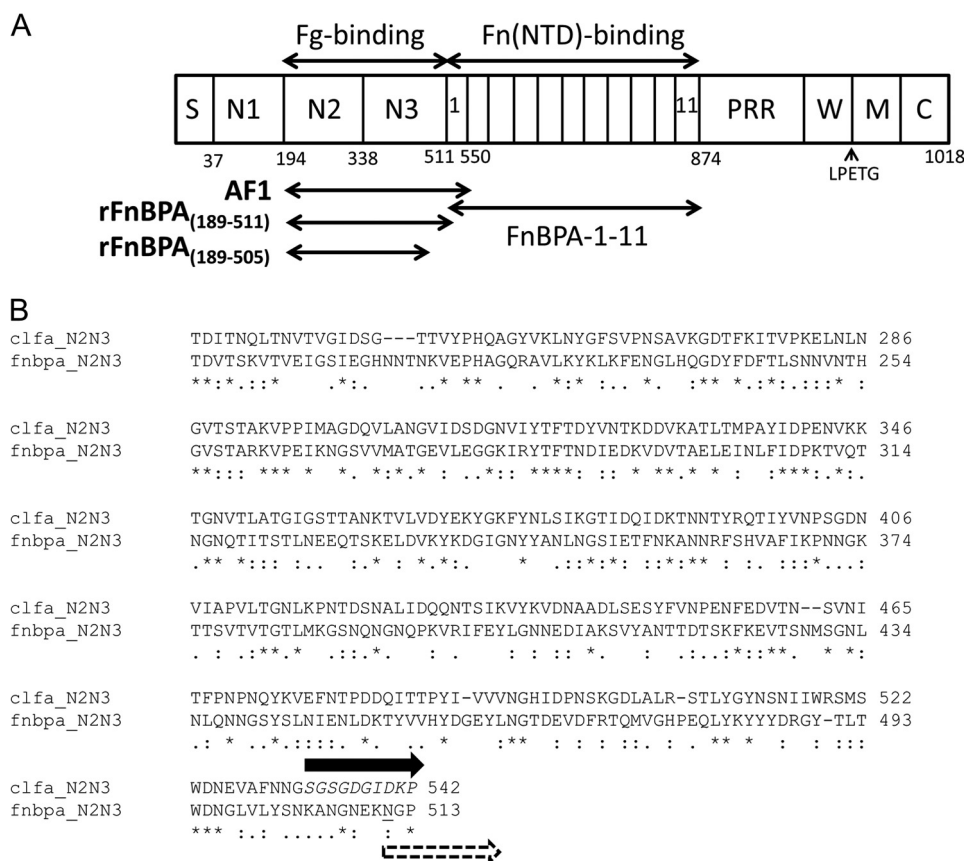 A
Fg-binding Fn(NTD)-binding
S N1 N2 N3 1 11 PRR W M C
37 194 338 511 550 874 LPETG 1018
AF1
rFnBPA(189-511)
FnBPA-1-11
rFnBPA(189-505)
B
clfa_N2N3 TDITNQLTNVTVGIDSG---TTVYPHQAGYVKLNYGFSVPNSAVKGDTFKITVPKELNLN 286
fnbpa_N2N3 TDVTSKVTVEIGSIEGHNNTNKVEPHAGQRAVLKYKLKFENGLHQGDYFDFTLSNNVNTH 254
**:*.::* .*:. ..* ** . *:* :.* *.:.** *.:*:...:* :
clfa_N2N3 GVTSTAKVPPIMAGDQVLANGVIDSDGNVIYTFTDYVNTKDDVKATLTMPAYIDPENVKK 346
fnbpa_N2N3 GVSTARKVPEIKNGSVVMATGEVLEGGKIRYTFTNDIEDKVDVTAELEINLFIDPKTVQT 314
**:: *** * *. *:*.* : ..*:: ****: :: * **.* * : :***:.*:.
clfa_N2N3 TGNVTLATGIGSTTANKTVLVDYEKYGKFYNLSIKGTIDQIDKTNNTYRQTIYVNPSGDN 406
fnbpa_N2N3 NGNQTITSTLNEEQTSKELDVKYKDGIGNYYANLNGSIETFNKANNRFSHVAFIKPNNGK 374
.** *::: :.. :.* : *.*:. * .::*:*: ::*:** : :. :::*...:
clfa_N2N3 VIAPVLTGNLKPNTDSNALIDQQNTSIKVYKVDNAADLSESYFVNPENFEDVTN--SVNI 465
fnbpa_N2N3 TTSVTVTGTLMKGSNQNGNQPKVRIFEYLGNNEDIAKSVYANTTDTSKFKEVTSNMSGNL 434
. : .:**.* .::.*. : . : : ::*. :. .: .:*::**. * *:
clfa_N2N3 TFPNPNQYKVEFNTPDDQITTPYI-VVVNGHIDPNSKGDLALR-STLYGYNSNIIWRSMS 522
fnbpa_N2N3 NLQNNGSYSLNIENLDKTYVVHYDGEYLNGTDEVDFRTQMVGHPEQLYKYYYDRGY-TLT 493
.: * ..*.::::. *. .. * :** : : : ::. : . ** * : : :::
clfa_N2N3 WDNEVAFNNGSGSGDGIDKP 542
fnbpa_N2N3 WDNGLVLYSNKANGNEKNGP 513
*** :.: .....*: : *